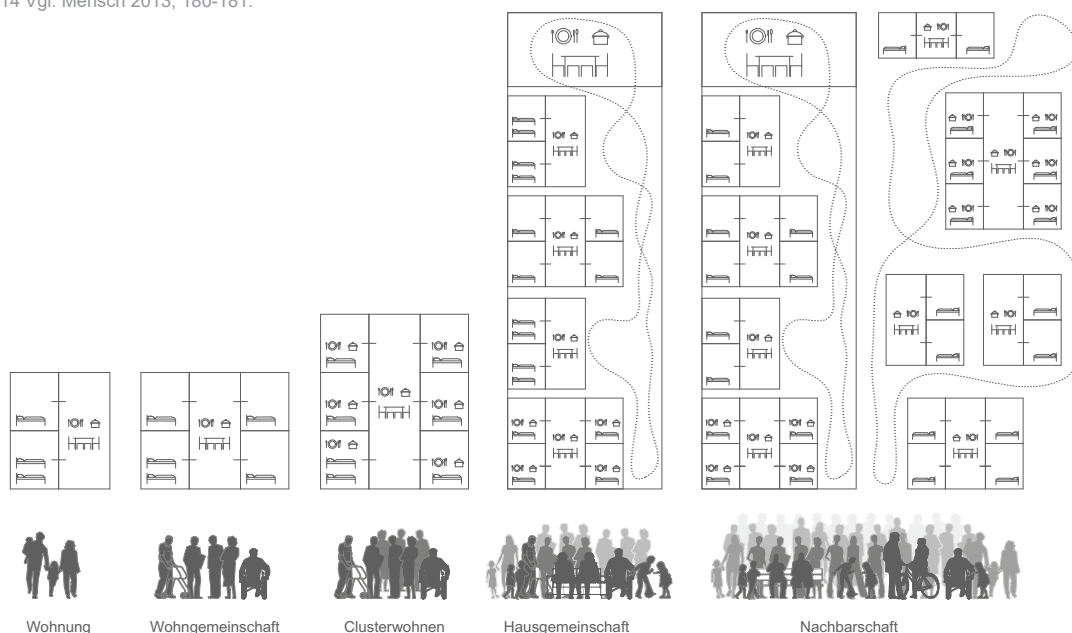 14 Vgl. Mensch 2013, 180-181.
Wohnung
Wohngemeinschaft
Clusterwohnen
Hausgemeinschaft
Nachbarschaft